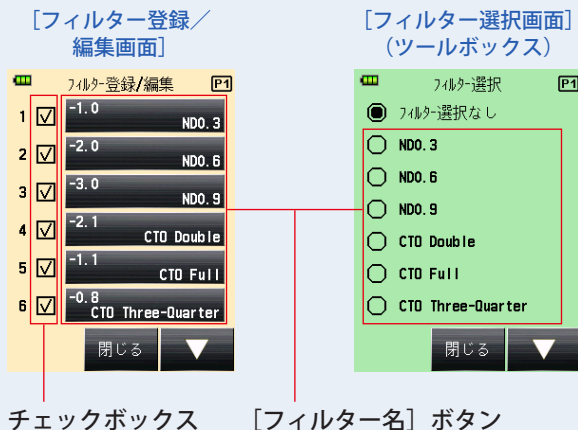 ［フィルター登録／
編集画面］
フィルター登録/編集 P1
1 -1.0
ND0.3
2 -2.0
ND0.6
3 -3.0
ND0.9
4 -2.1
CTO Double
5 -1.1
CTO Full
6 -0.8
CTO Three-Quarter
閉じる
チェックボックス
［フィルター選択画面］
（ツールボックス）
フィルター選択 P1
フィルター選択なし
ND0.3
ND0.6
ND0.9
CTO Double
CTO Full
CTO Three-Quarter
閉じる
［フィルター名］ボタン